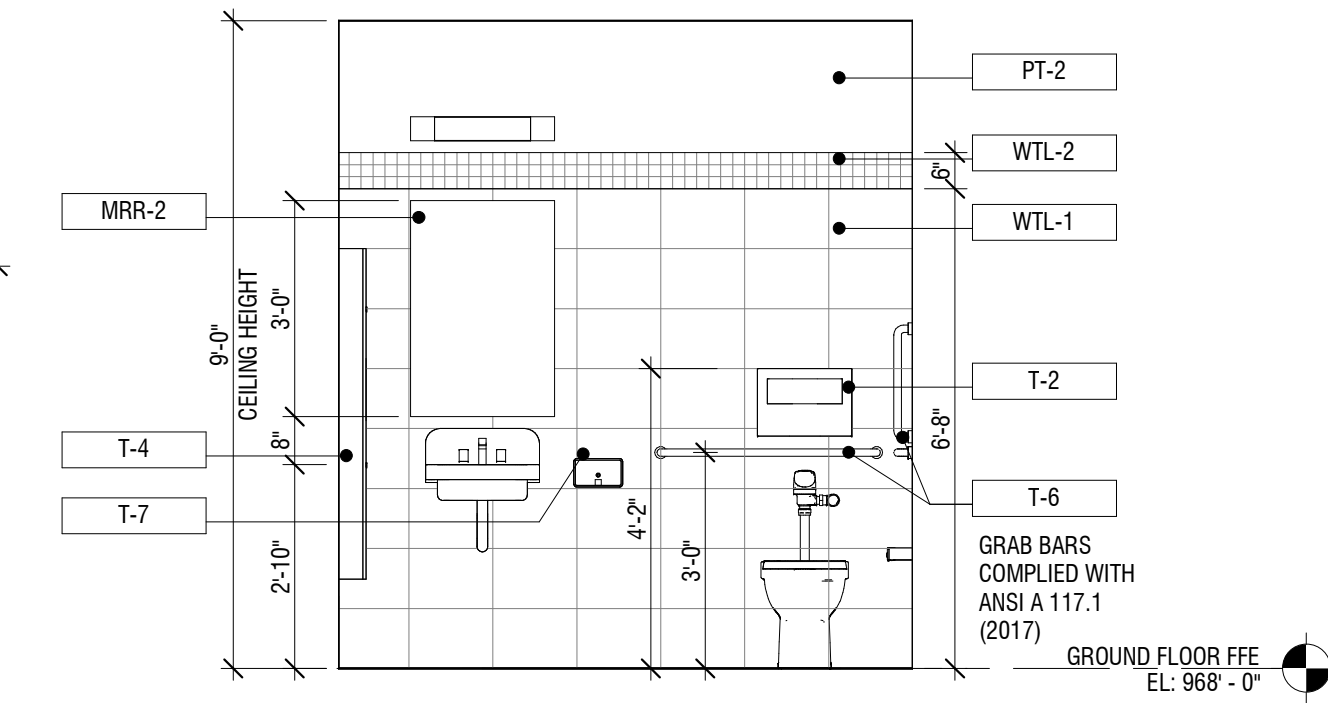 PT-2
WTL-2
6"
MRR-2
WTL-1
9'-0"
CEILING HEIGHT
3'-0"
T-2
T-4
8"
6'-8"
T-7
T-6
4'-2"
3'-0"
2'-10"
GRAB BARS
COMPLIED WITH
ANSI A 117.1
(2017)
GROUND FLOOR FFE
EL: 968' - 0"